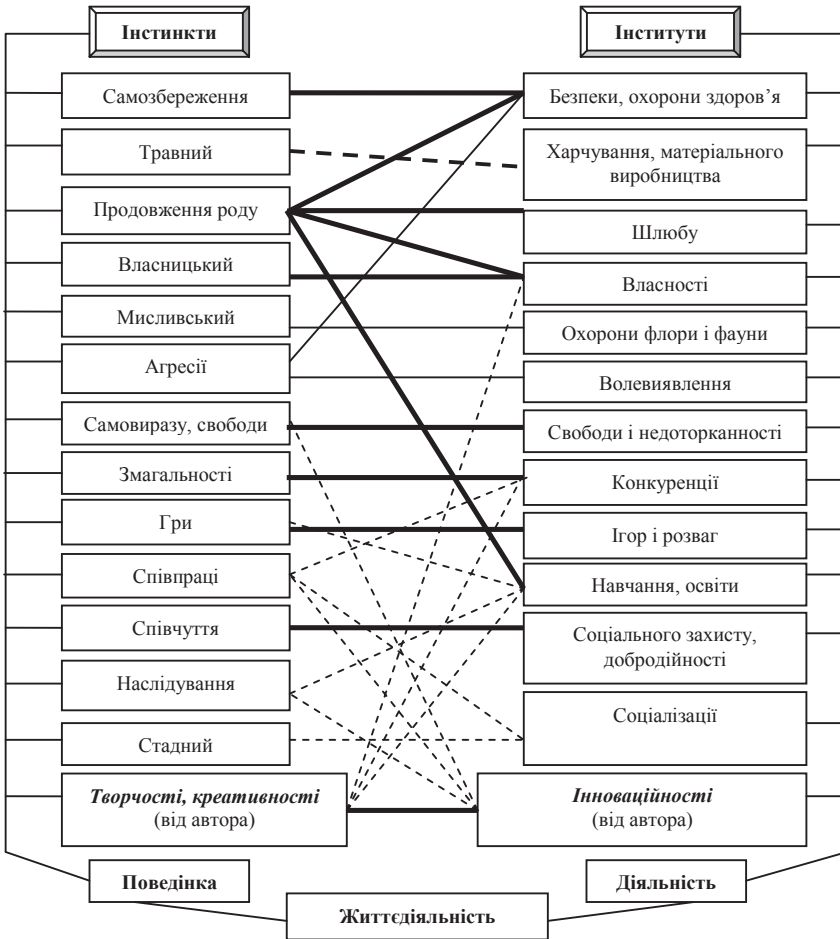 Інстинкти
Інститути
Самозбереження
Безпеки, охорони здоров’я
Травний
Харчування, матеріального
виробництва
Продовження роду
Шлюбу
Власницький
Власності
Мисливський
Охорони флори і фауни
Агресії
Волевиявлення
Самовиразу, свободи
Свободи і недоторканності
Змагальності
Конкуренції
Гри
Ігор і розваг
Співпраці
Навчання, освіти
Співчуття
Соціального захисту,
добродійності
Наслідування
Соціалізації
Стадний
Творчості, креативності
(від автора)
Інноваційності
(від автора)
Поведінка
Діяльність
Життєдіяльність